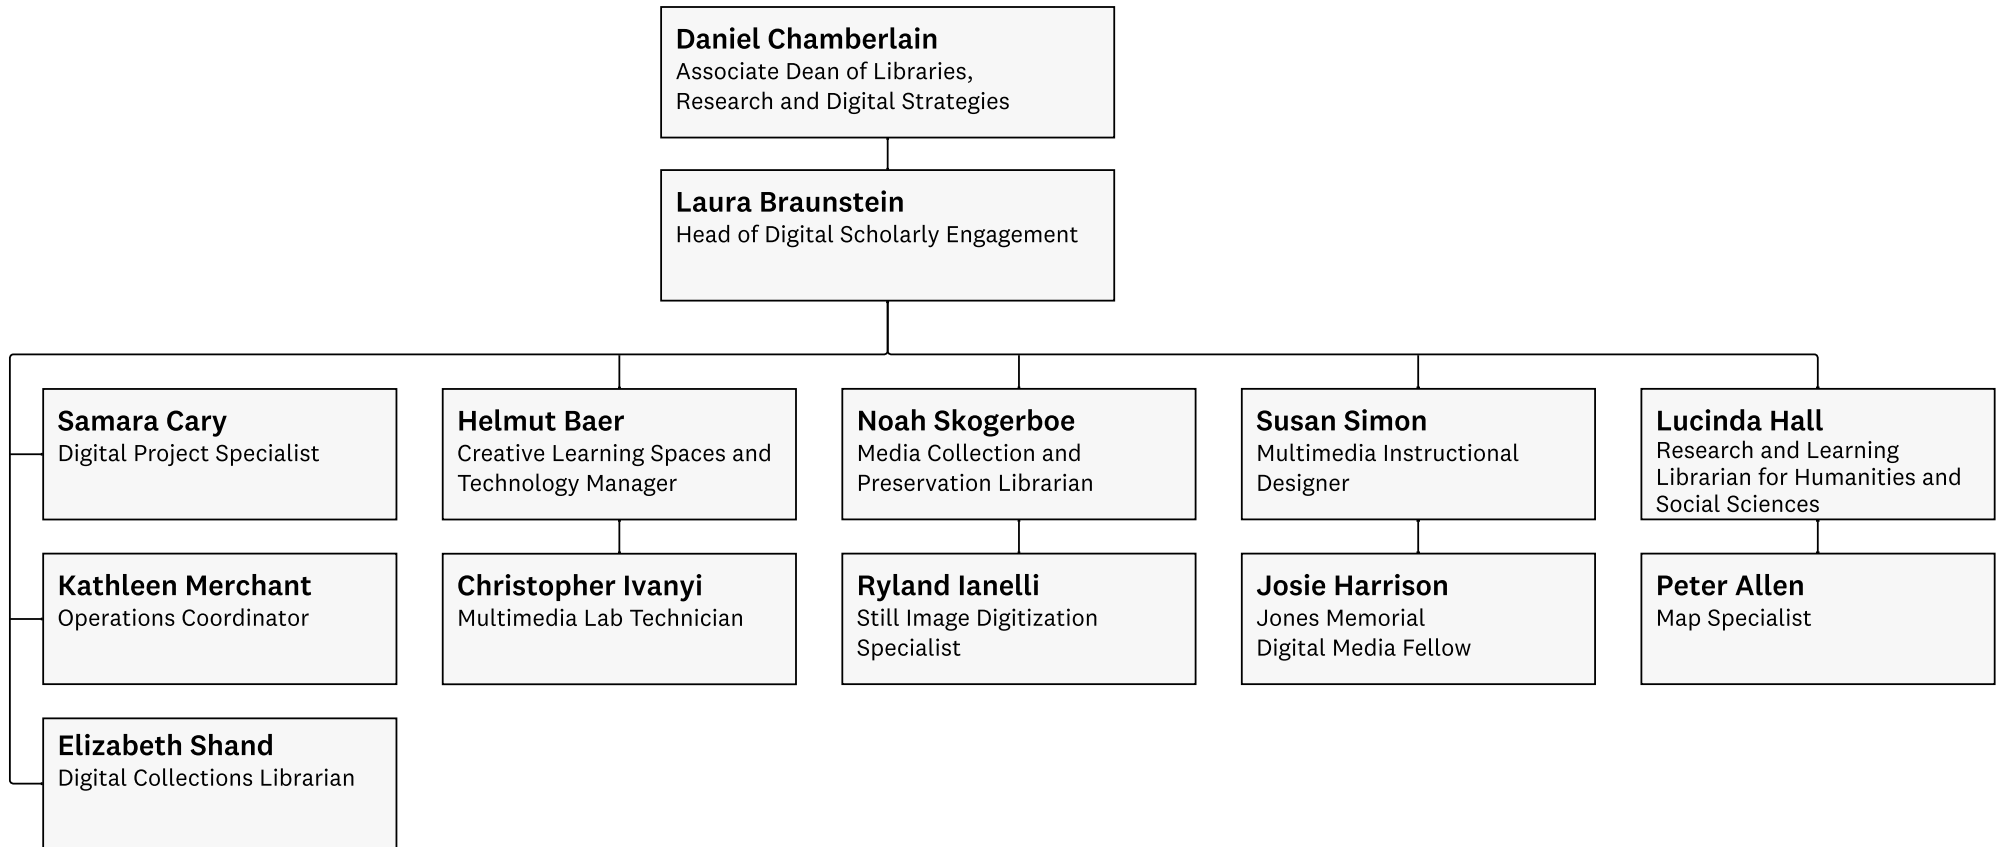 Daniel Chamberlain
Associate Dean of Libraries,
Research and Digital Strategies
Laura Braunstein
Head of Digital Scholarly Engagement
Samara Cary
Digital Project Specialist
Helmut Baer
Creative Learning Spaces and
Technology Manager
Noah Skogerboe
Media Collection and
Preservation Librarian
Susan Simon
Multimedia Instructional
Designer
Lucinda Hall
Research and Learning
Librarian for Humanities and
Social Sciences
Kathleen Merchant
Operations Coordinator
Christopher Ivanyi
Multimedia Lab Technician
Ryland Ianelli
Still Image Digitization
Specialist
Josie Harrison
Jones Memorial
Digital Media Fellow
Peter Allen
Map Specialist
Elizabeth Shand
Digital Collections Librarian